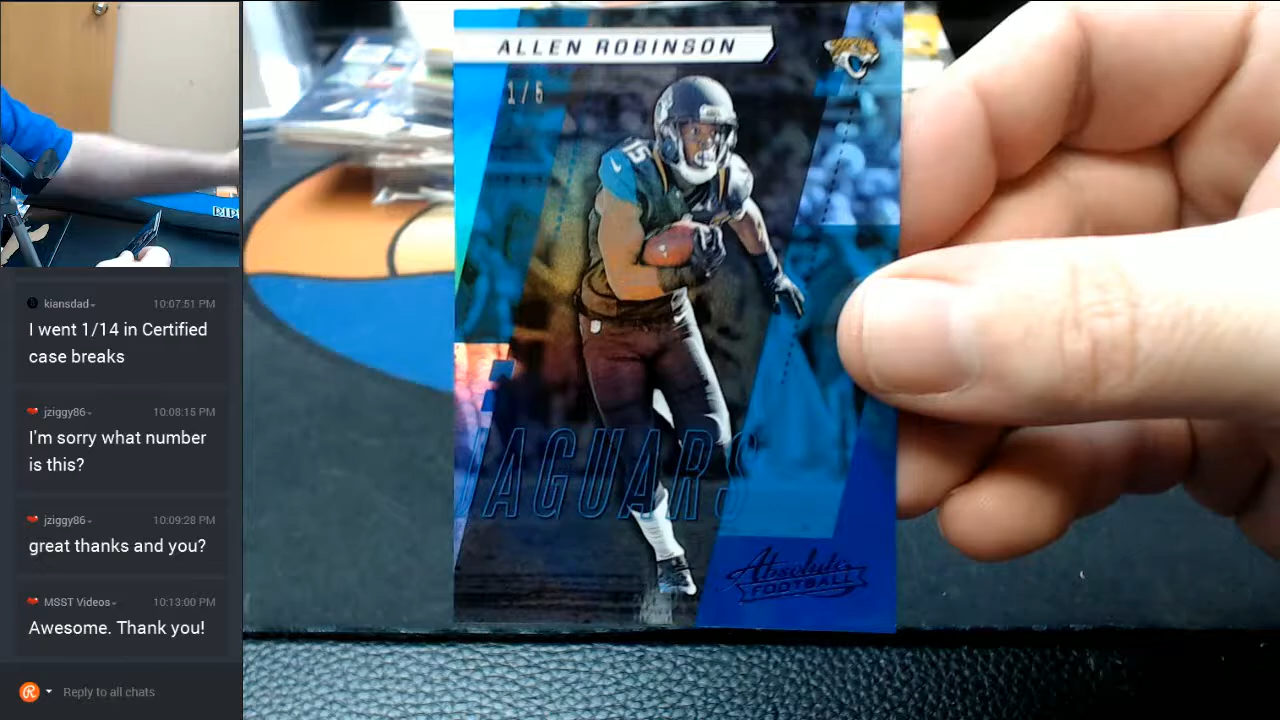 kiansdad
10:07:51 PM
I went 1/14 in Certified
case breaks
jziggy86
10:08:15 PM
I'm sorry what number
is this?
jziggy86
10:09:28 PM
great thanks and you?
MSST Videos
10:13:00 PM
Awesome. Thank you!
Reply to all chats
ALLEN ROBINSON
1/5
15
JAGUARS
Absolute
FOOTBALL